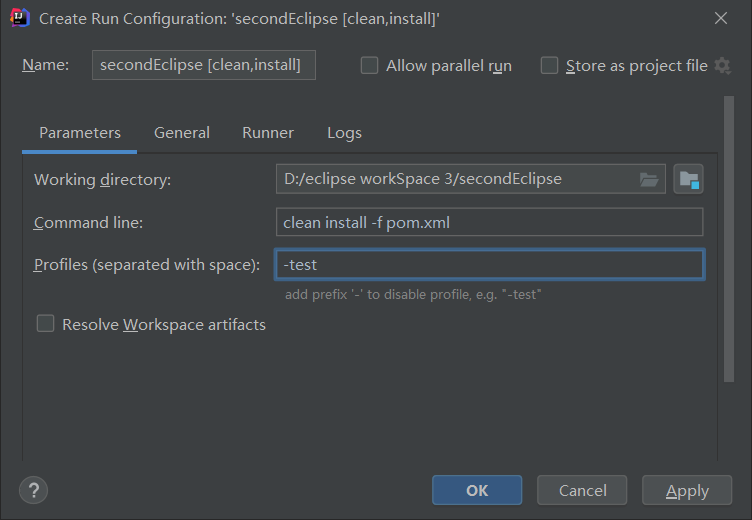 Create Run Configuration: 'secondEclipse [clean,install]'
Name: secondEclipse [clean,install] Allow parallel run Store as project file
Parameters General Runner Logs
Working directory: D:/eclipse workSpace 3/secondEclipse
Command line: clean install -f pom.xml
Profiles (separated with space): -test
add prefix '-' to disable profile, e.g. "-test"
Resolve Workspace artifacts
? OK Cancel Apply